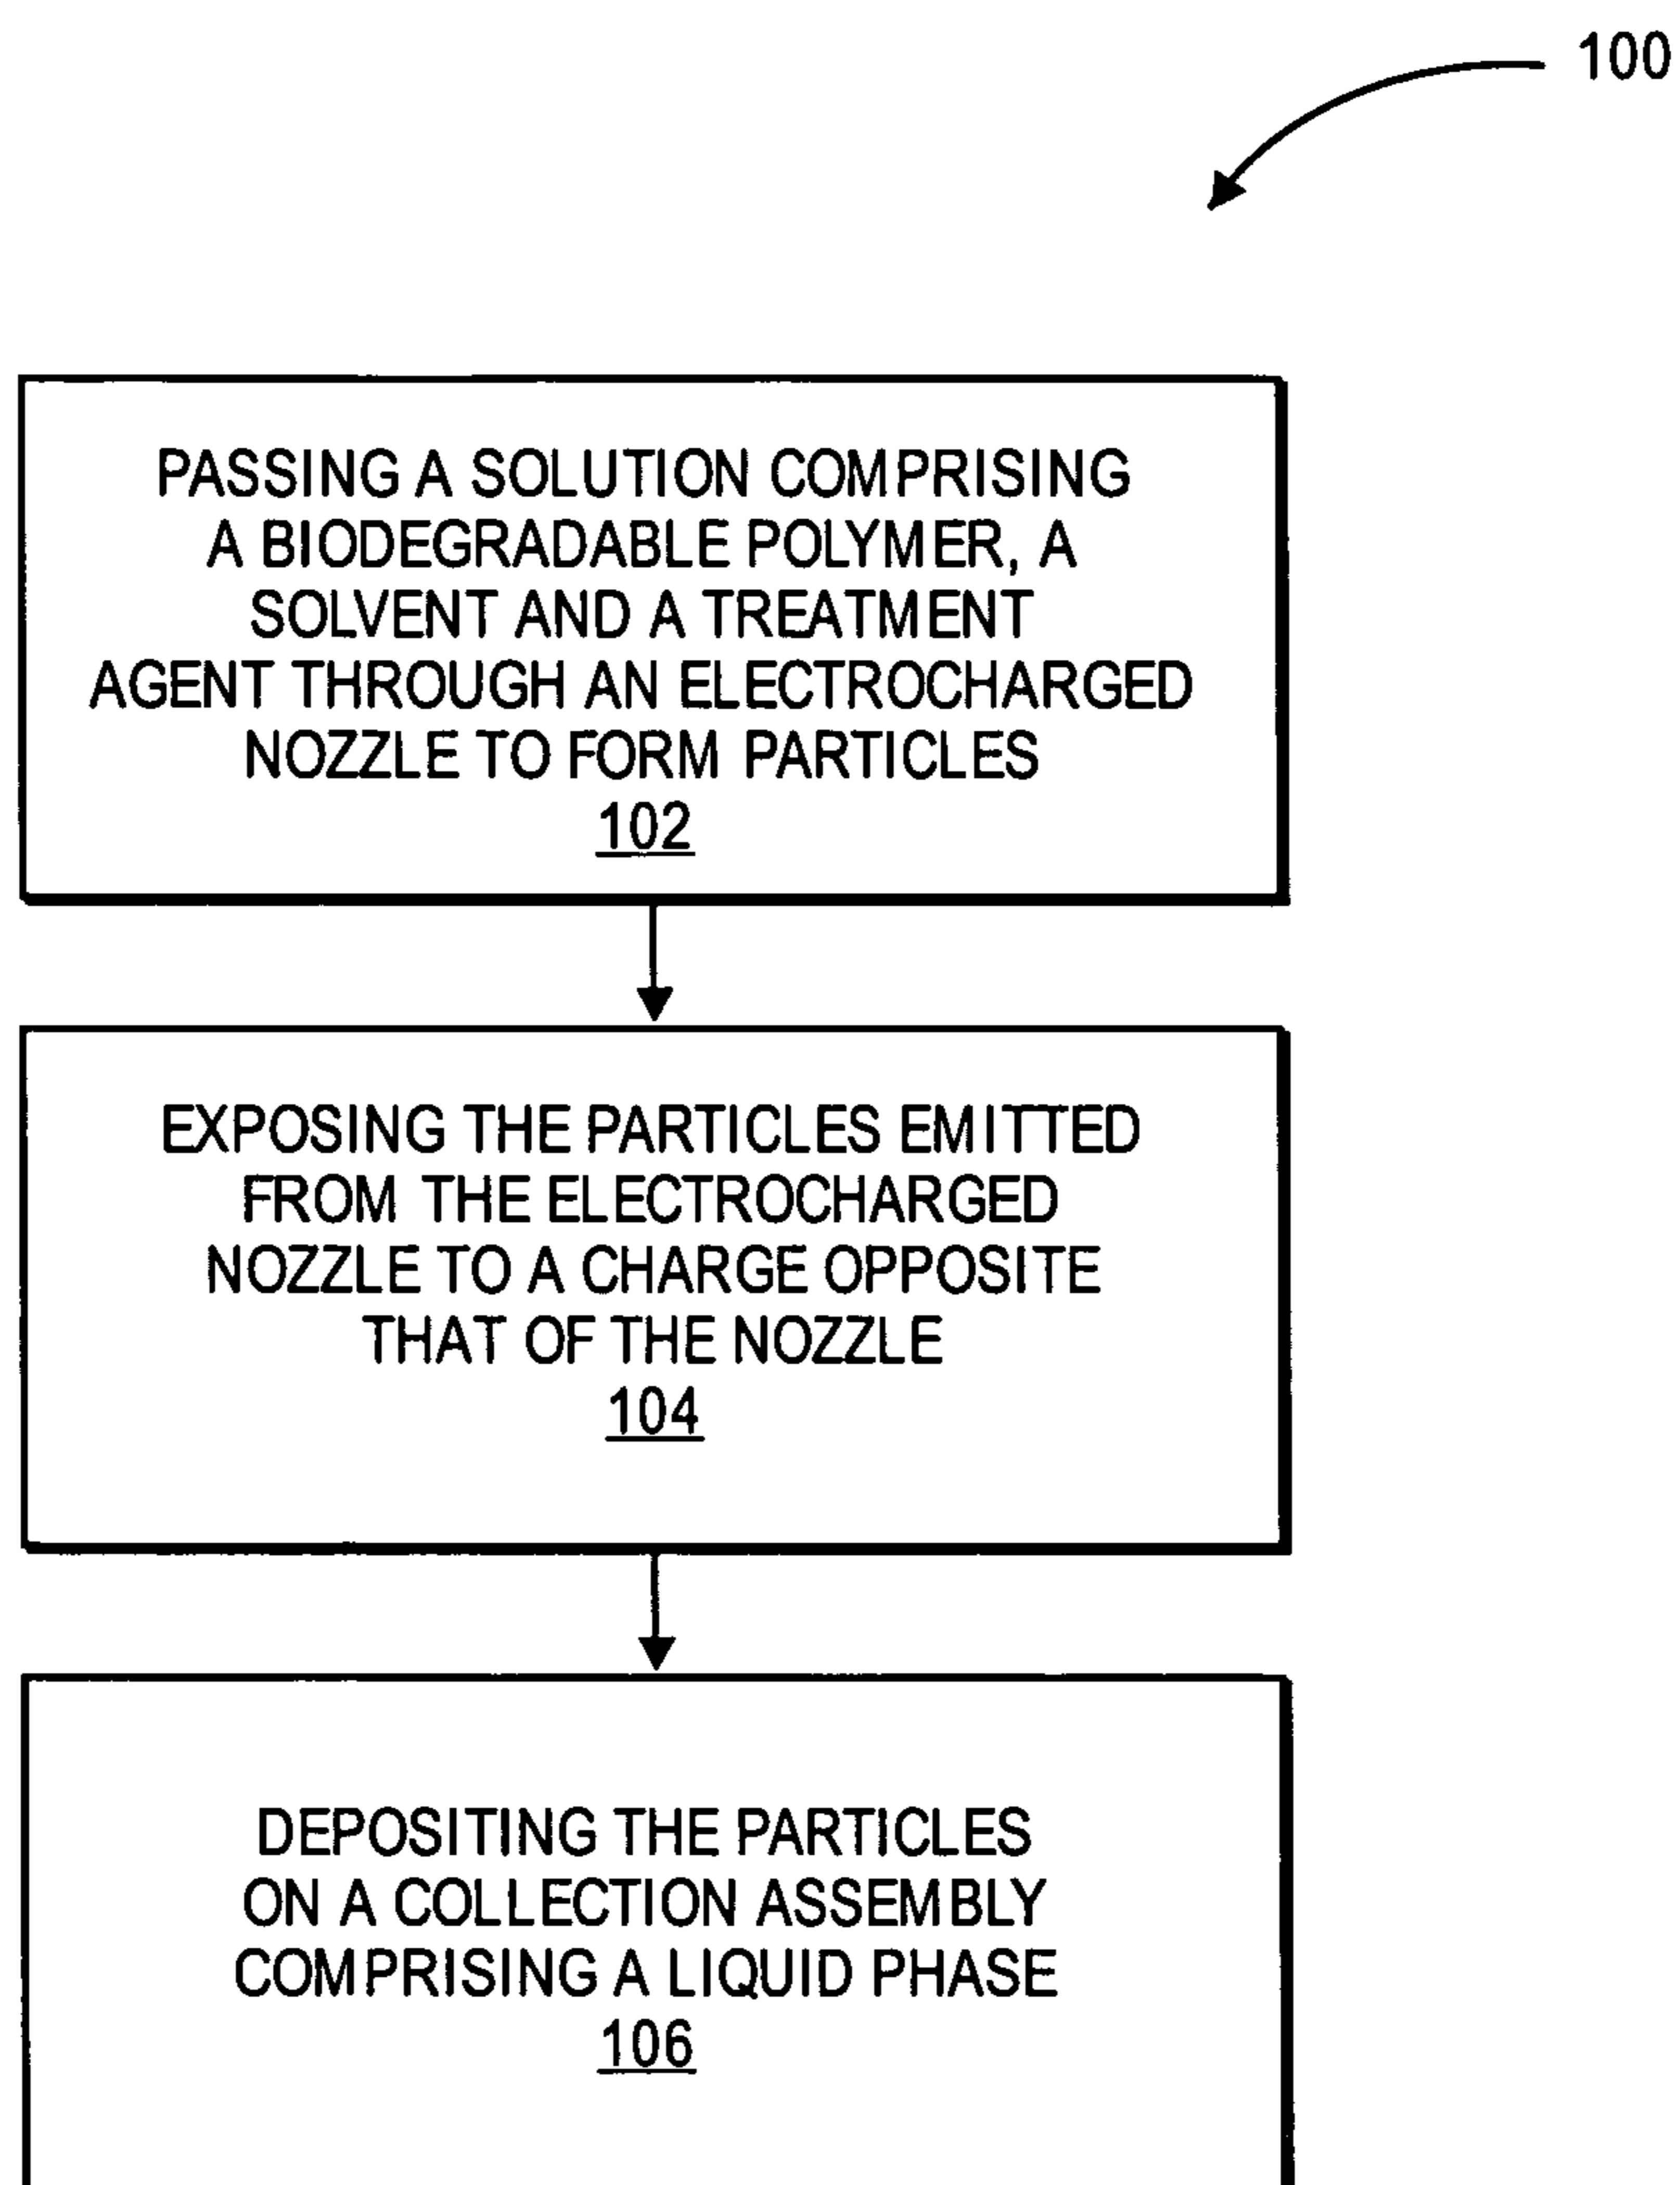 100
PASSING A SOLUTION COMPRISING
A BIODEGRADABLE POLYMER, A
SOLVENT AND A TREATMENT
AGENT THROUGH AN ELECTROCHARGED
NOZZLE TO FORM PARTICLES
102
EXPOSING THE PARTICLES EMITTED
FROM THE ELECTROCHARGED
NOZZLE TO A CHARGE OPPOSITE
THAT OF THE NOZZLE
104
DEPOSITING THE PARTICLES
ON A COLLECTION ASSEMBLY
COMPRISING A LIQUID PHASE
106